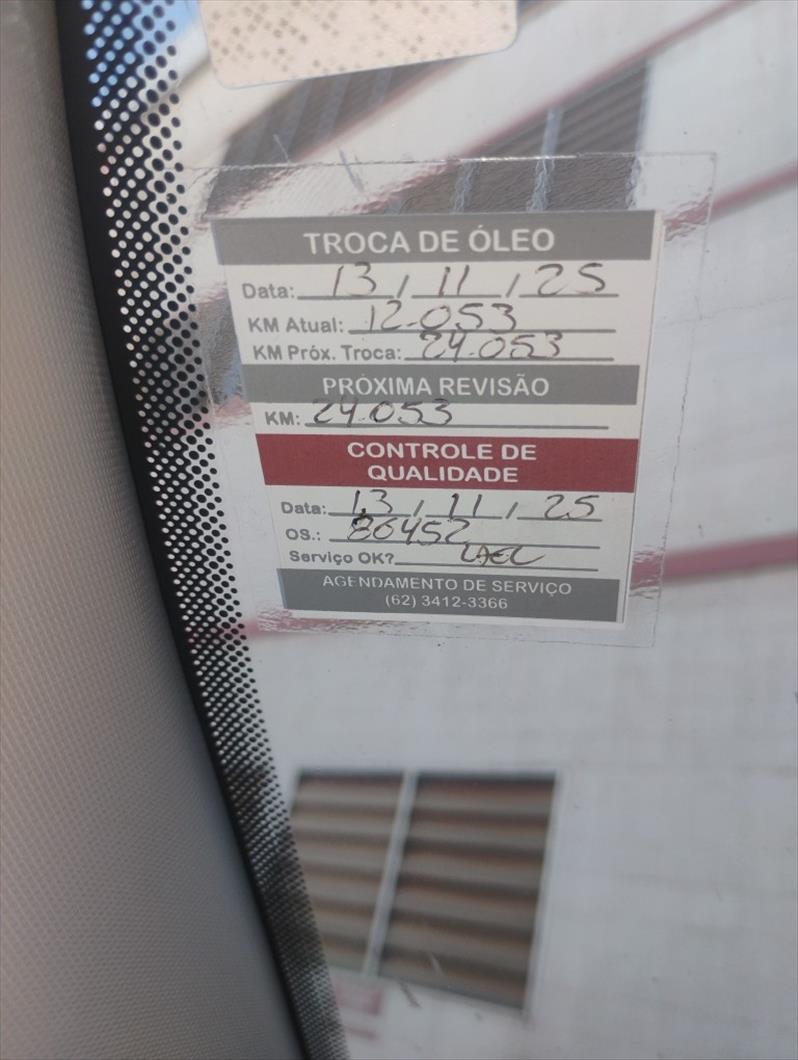 TROCA DE ÓLEO
Data: 13 / 11 / 25
KM Atual: 12.053
KM Próx. Troca: 24.053
PRÓXIMA REVISÃO
KM: 24.053
CONTROLE DE
QUALIDADE
Data: 13 / 11 / 25
OS.: 86452
Serviço OK?
AGENDAMENTO DE SERVIÇO
(62) 3412-3366